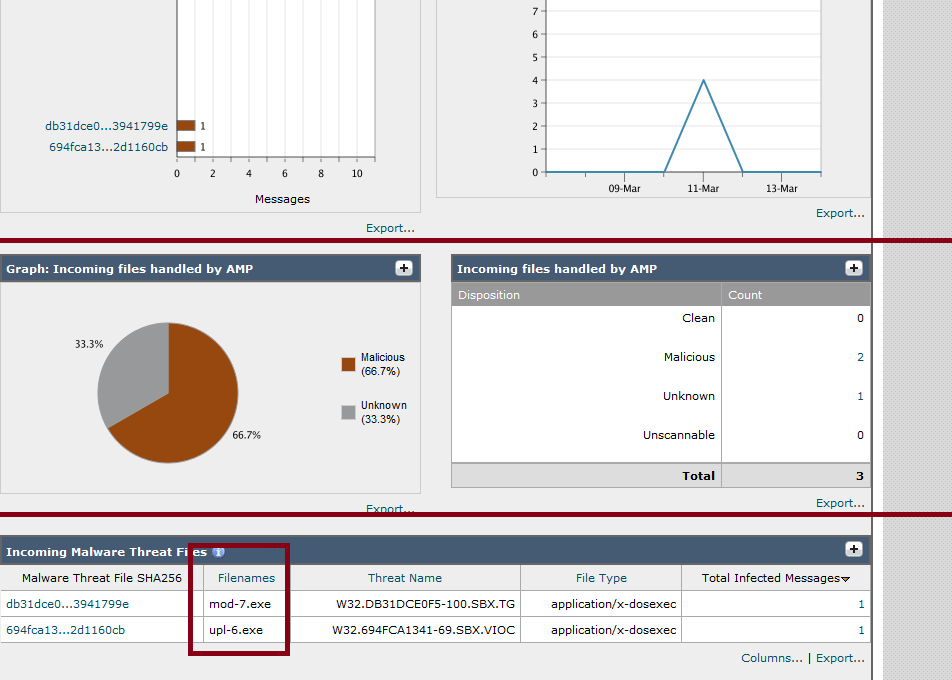 db31dce0...3941799e 1
694fca13...2d1160cb 1
0 2 4 6 8 10
Messages
Export...
7
6
5
4
3
2
1
0
09-Mar 11-Mar 13-Mar
Export...
Graph: Incoming files handled by AMP
33.3%
66.7%
Malicious
(66.7%)
Unknown
(33.3%)
Export...
Incoming files handled by AMP
Disposition Count
Clean 0
Malicious 2
Unknown 1
Unscannable 0
Total 3
Export...
Incoming Malware Threat Files
Malware Threat File SHA256 Filenames Threat Name File Type Total Infected Messages
db31dce0...3941799e mod-7.exe W32.DB31DCE0F5-100.SBX.TG application/x-dosexec 1
694fca13...2d1160cb upl-6.exe W32.694FCA1341-69.SBX.VIOC application/x-dosexec 1
Columns... | Export...